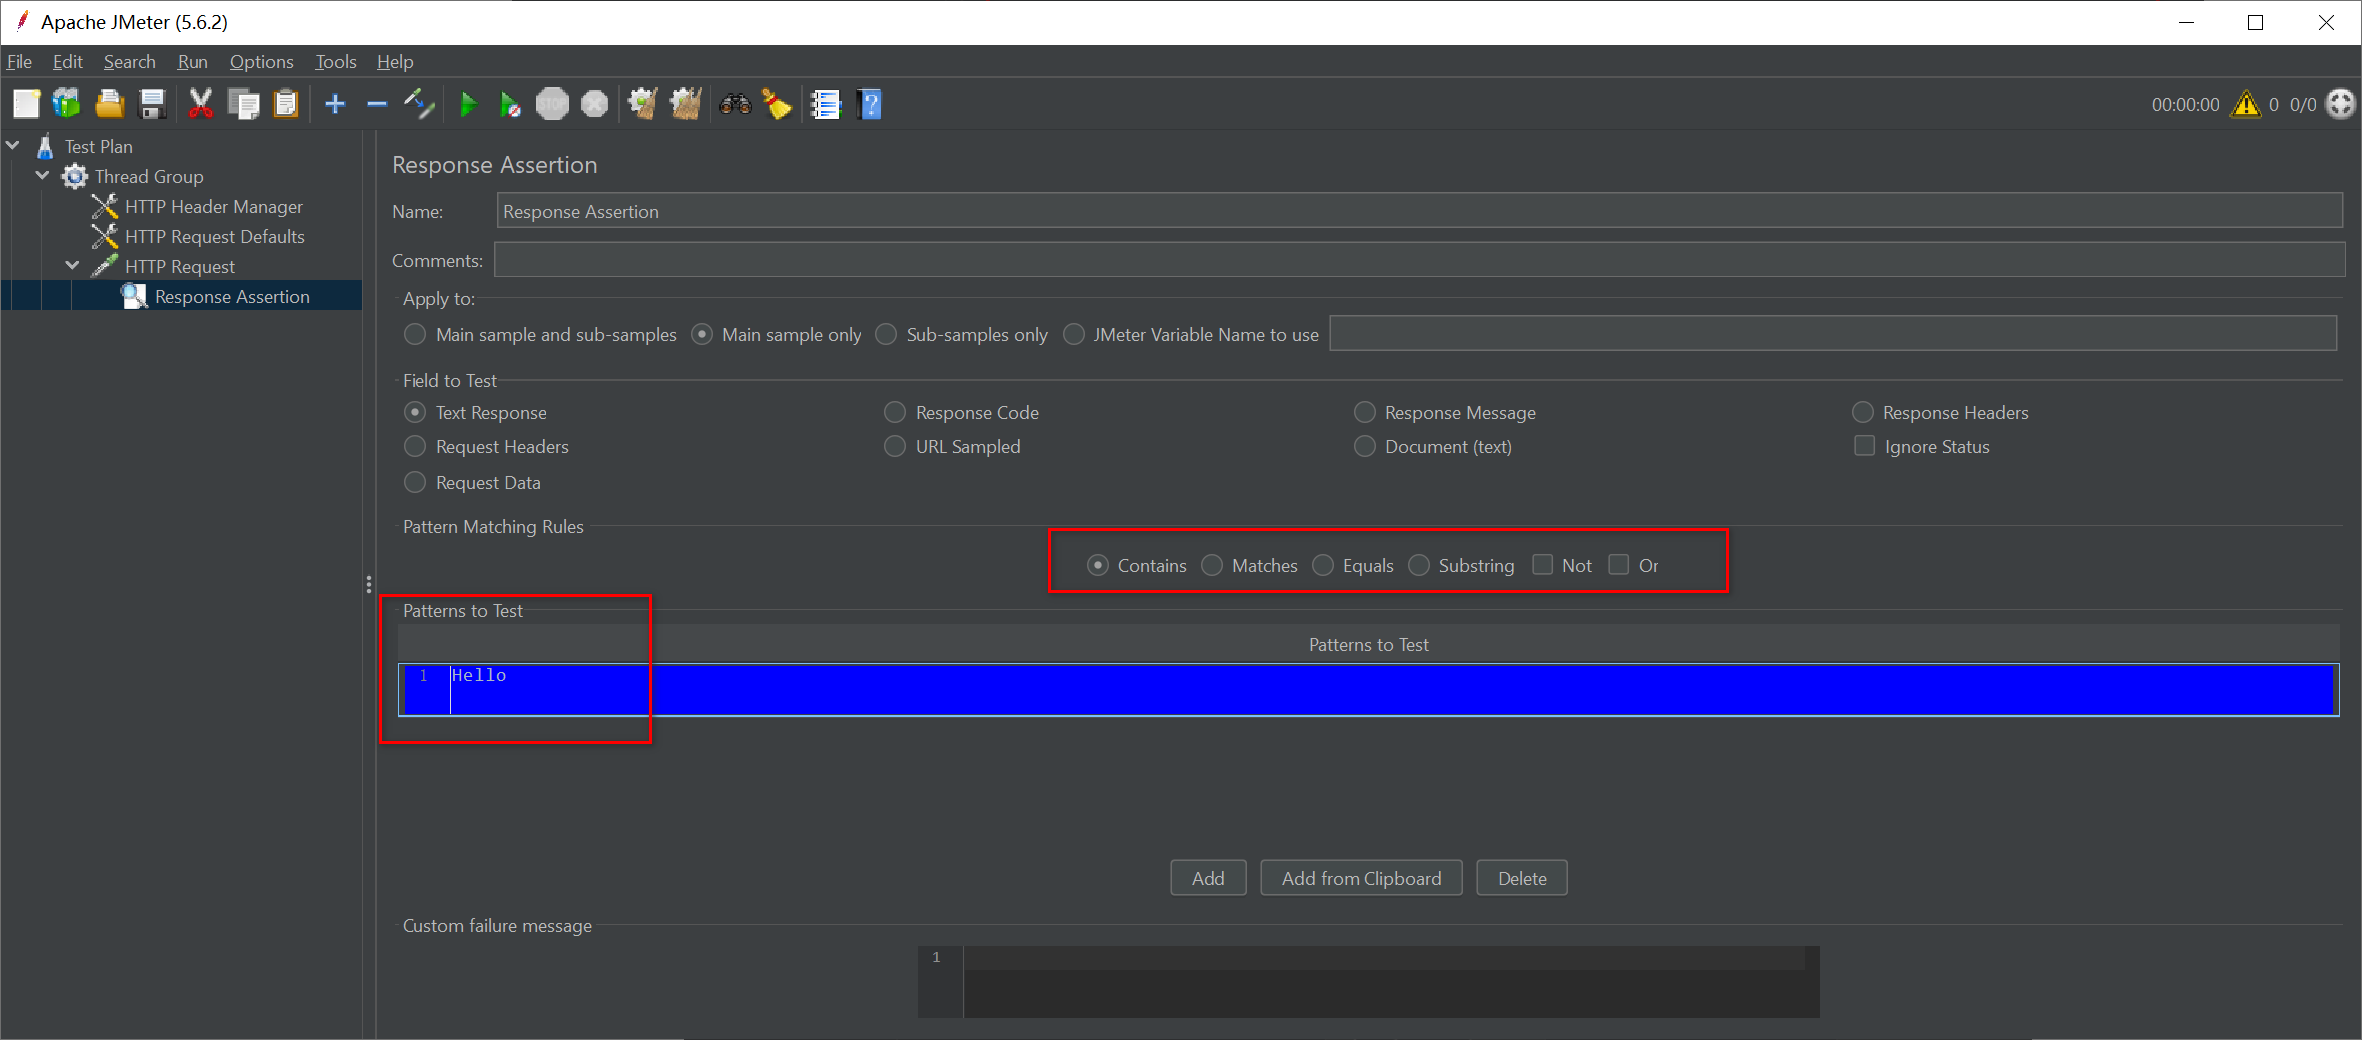 Apache JMeter (5.6.2)
File Edit Search Run Options Tools Help
STOP
?
00:00:00 0 0/0
Test Plan
Thread Group
HTTP Header Manager
HTTP Request Defaults
HTTP Request
Response Assertion
Response Assertion
Name: Response Assertion
Comments:
Apply to:
Main sample and sub-samples Main sample only Sub-samples only JMeter Variable Name to use
Field to Test
Text Response Response Code Response Message Response Headers
Request Headers URL Sampled Document (text) Ignore Status
Request Data
Pattern Matching Rules
Contains Matches Equals Substring Not Or
Patterns to Test
Patterns to Test
1 Hello
Add Add from Clipboard Delete
Custom failure message
1